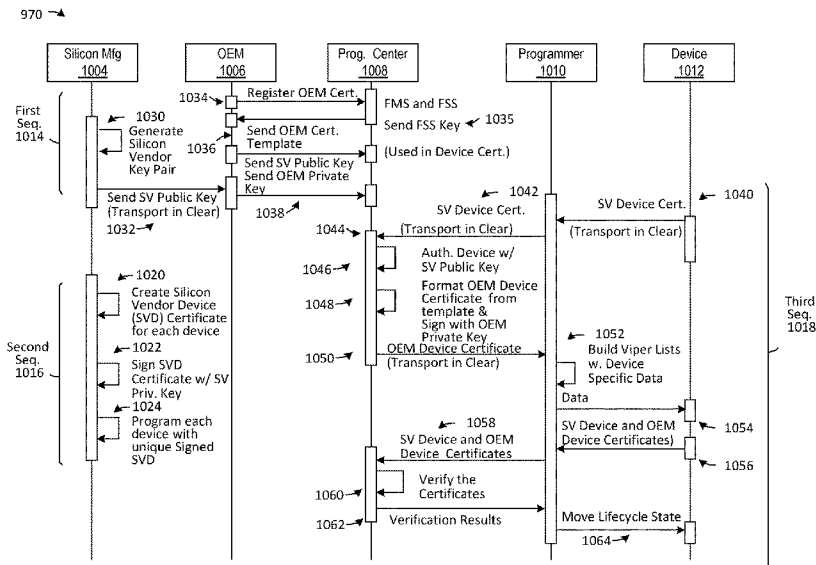 970
Silicon Mfg
1004
OEM
1006
Prog. Center
1008
Programmer
1010
Device
1012
First
Seq.
1014
1030
Generate
Silicon
Vendor
Key Pair
Send SV Public Key
(Transport in Clear)
1032
1034
Register OEM Cert.
FMS and FSS
Send FSS Key
1035
1036
Send OEM Cert.
Template
(Used in Device Cert.)
Send SV Public Key
Send OEM Private
Key
1038
1042
SV Device Cert.
(Transport in Clear)
1040
SV Device Cert.
(Transport in Clear)
1044
1046
Auth. Device w/
SV Public Key
1048
Format OEM Device
Certificate from
template &
Sign with OEM
Private Key
1050
OEM Device Certificate
(Transport in Clear)
Third
Seq.
1018
Second
Seq.
1016
1020
Create Silicon
Vendor Device
(SVD) Certificate
for each device
1022
Sign SVD
Certificate w/ SV
Priv. Key
1024
Program each
device with
unique Signed
SVD
1052
Build Viper Lists
w. Device
Specific Data
Data
1054
SV Device and OEM
Device Certificates)
1056
1058
SV Device and OEM
Device Certificates
1060
Verify the
Certificates
1062
Verification Results
Move Lifecycle State
1064